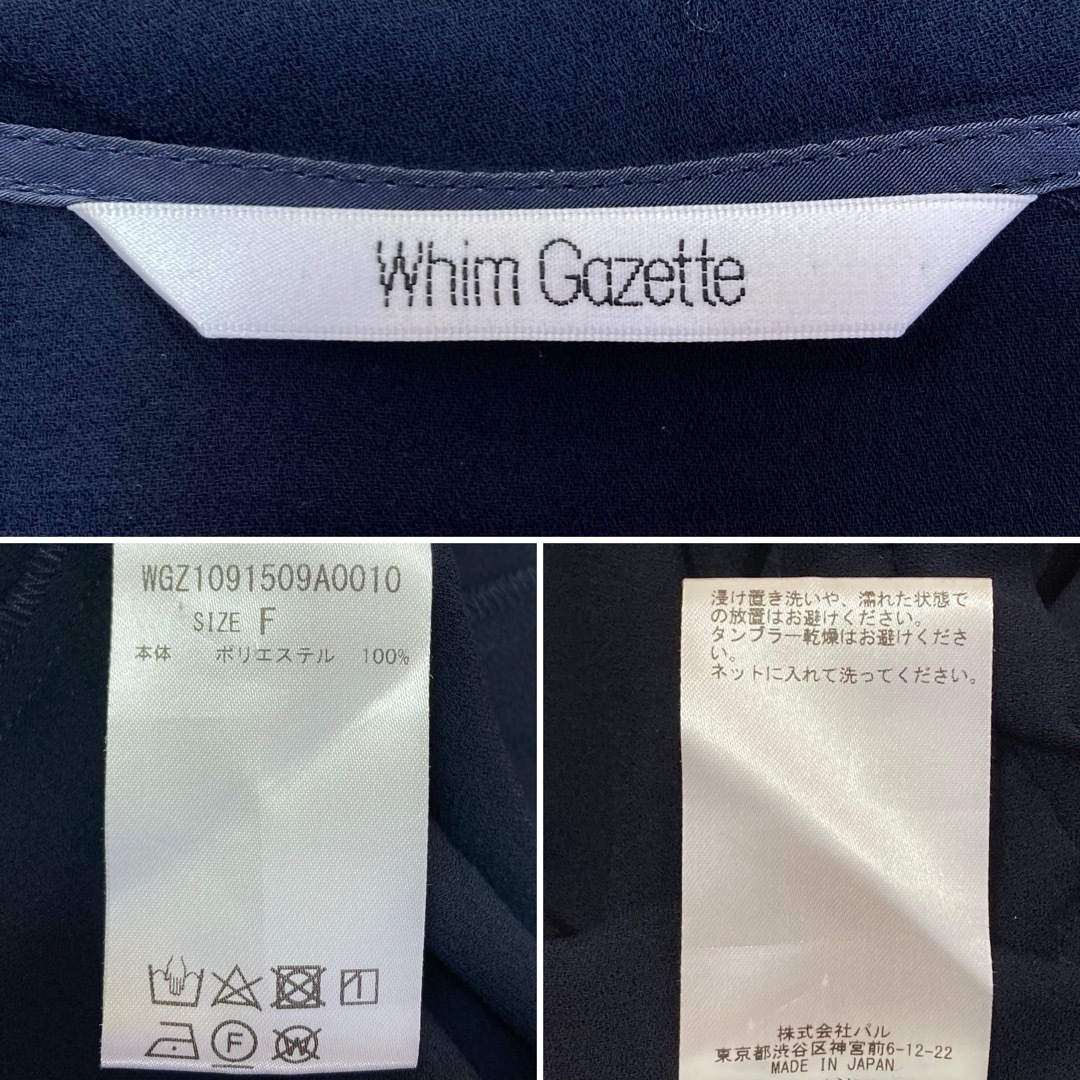 Whim Gazette
WGZ1091509A0010
SIZE F
本体 ポリエステル 100%
F
W
浸け置き洗いや、濡れた状態で
の放置はお避けください。
タンブラー乾燥はお避けくださ
い。
ネットに入れて洗ってください。
株式会社パル
東京都渋谷区神宮前6-12-22
MADE IN JAPAN